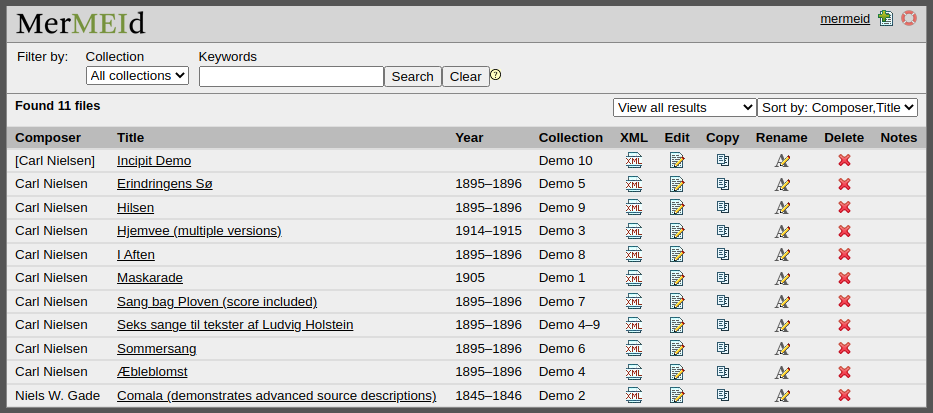 MerMEId mermeid
Filter by: Collection Keywords
All collections Search Clear ?
Found 11 files View all results Sort by: Composer,Title
Composer Title Year Collection XML Edit Copy Rename Delete Notes
[Carl Nielsen] Incipit Demo Demo 10 XML
Carl Nielsen Erindringens Sø 1895–1896 Demo 5 XML
Carl Nielsen Hilsen 1895–1896 Demo 9 XML
Carl Nielsen Hjemvee (multiple versions) 1914–1915 Demo 3 XML
Carl Nielsen I Aften 1895–1896 Demo 8 XML
Carl Nielsen Maskarade 1905 Demo 1 XML
Carl Nielsen Sang bag Ploven (score included) 1895–1896 Demo 7 XML
Carl Nielsen Seks sange til tekster af Ludvig Holstein 1895–1896 Demo 4–9 XML
Carl Nielsen Sommersang 1895–1896 Demo 6 XML
Carl Nielsen Æbleblomst 1895–1896 Demo 4 XML
Niels W. Gade Comala (demonstrates advanced source descriptions) 1845–1846 Demo 2 XML